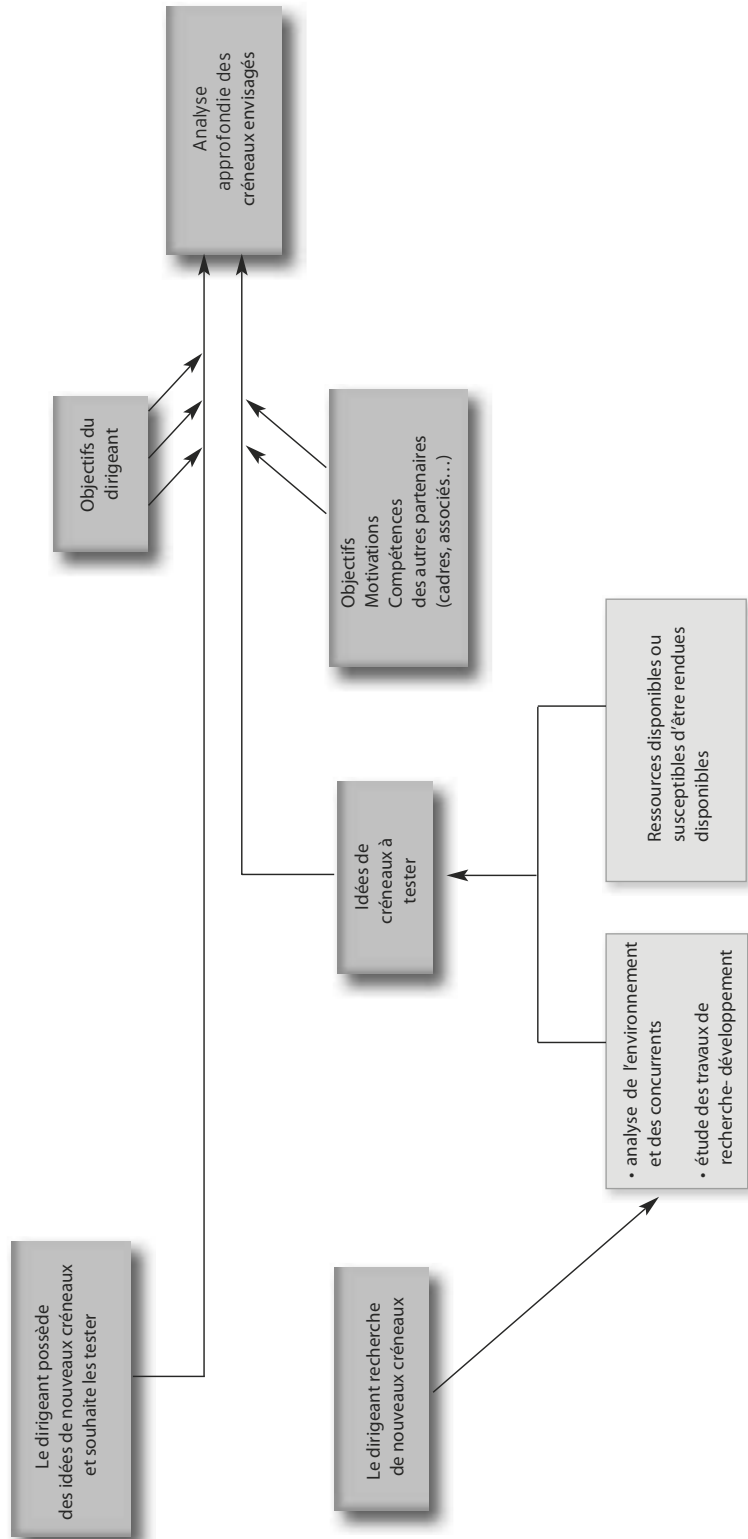 Le dirigeant possède
des idées de nouveaux créneaux
et souhaite les tester
Objectifs du
dirigeant
Analyse
approfondie des
créneaux envisagés
Le dirigeant recherche
de nouveaux créneaux
Idées de
créneaux à
tester
Objectifs
Motivations
Compétences
des autres partenaires
(cadres, associés…)
• analyse de l'environnement
et des concurrents
• étude des travaux de
recherche- développement
Ressources disponibles ou
susceptibles d'être rendues
disponibles